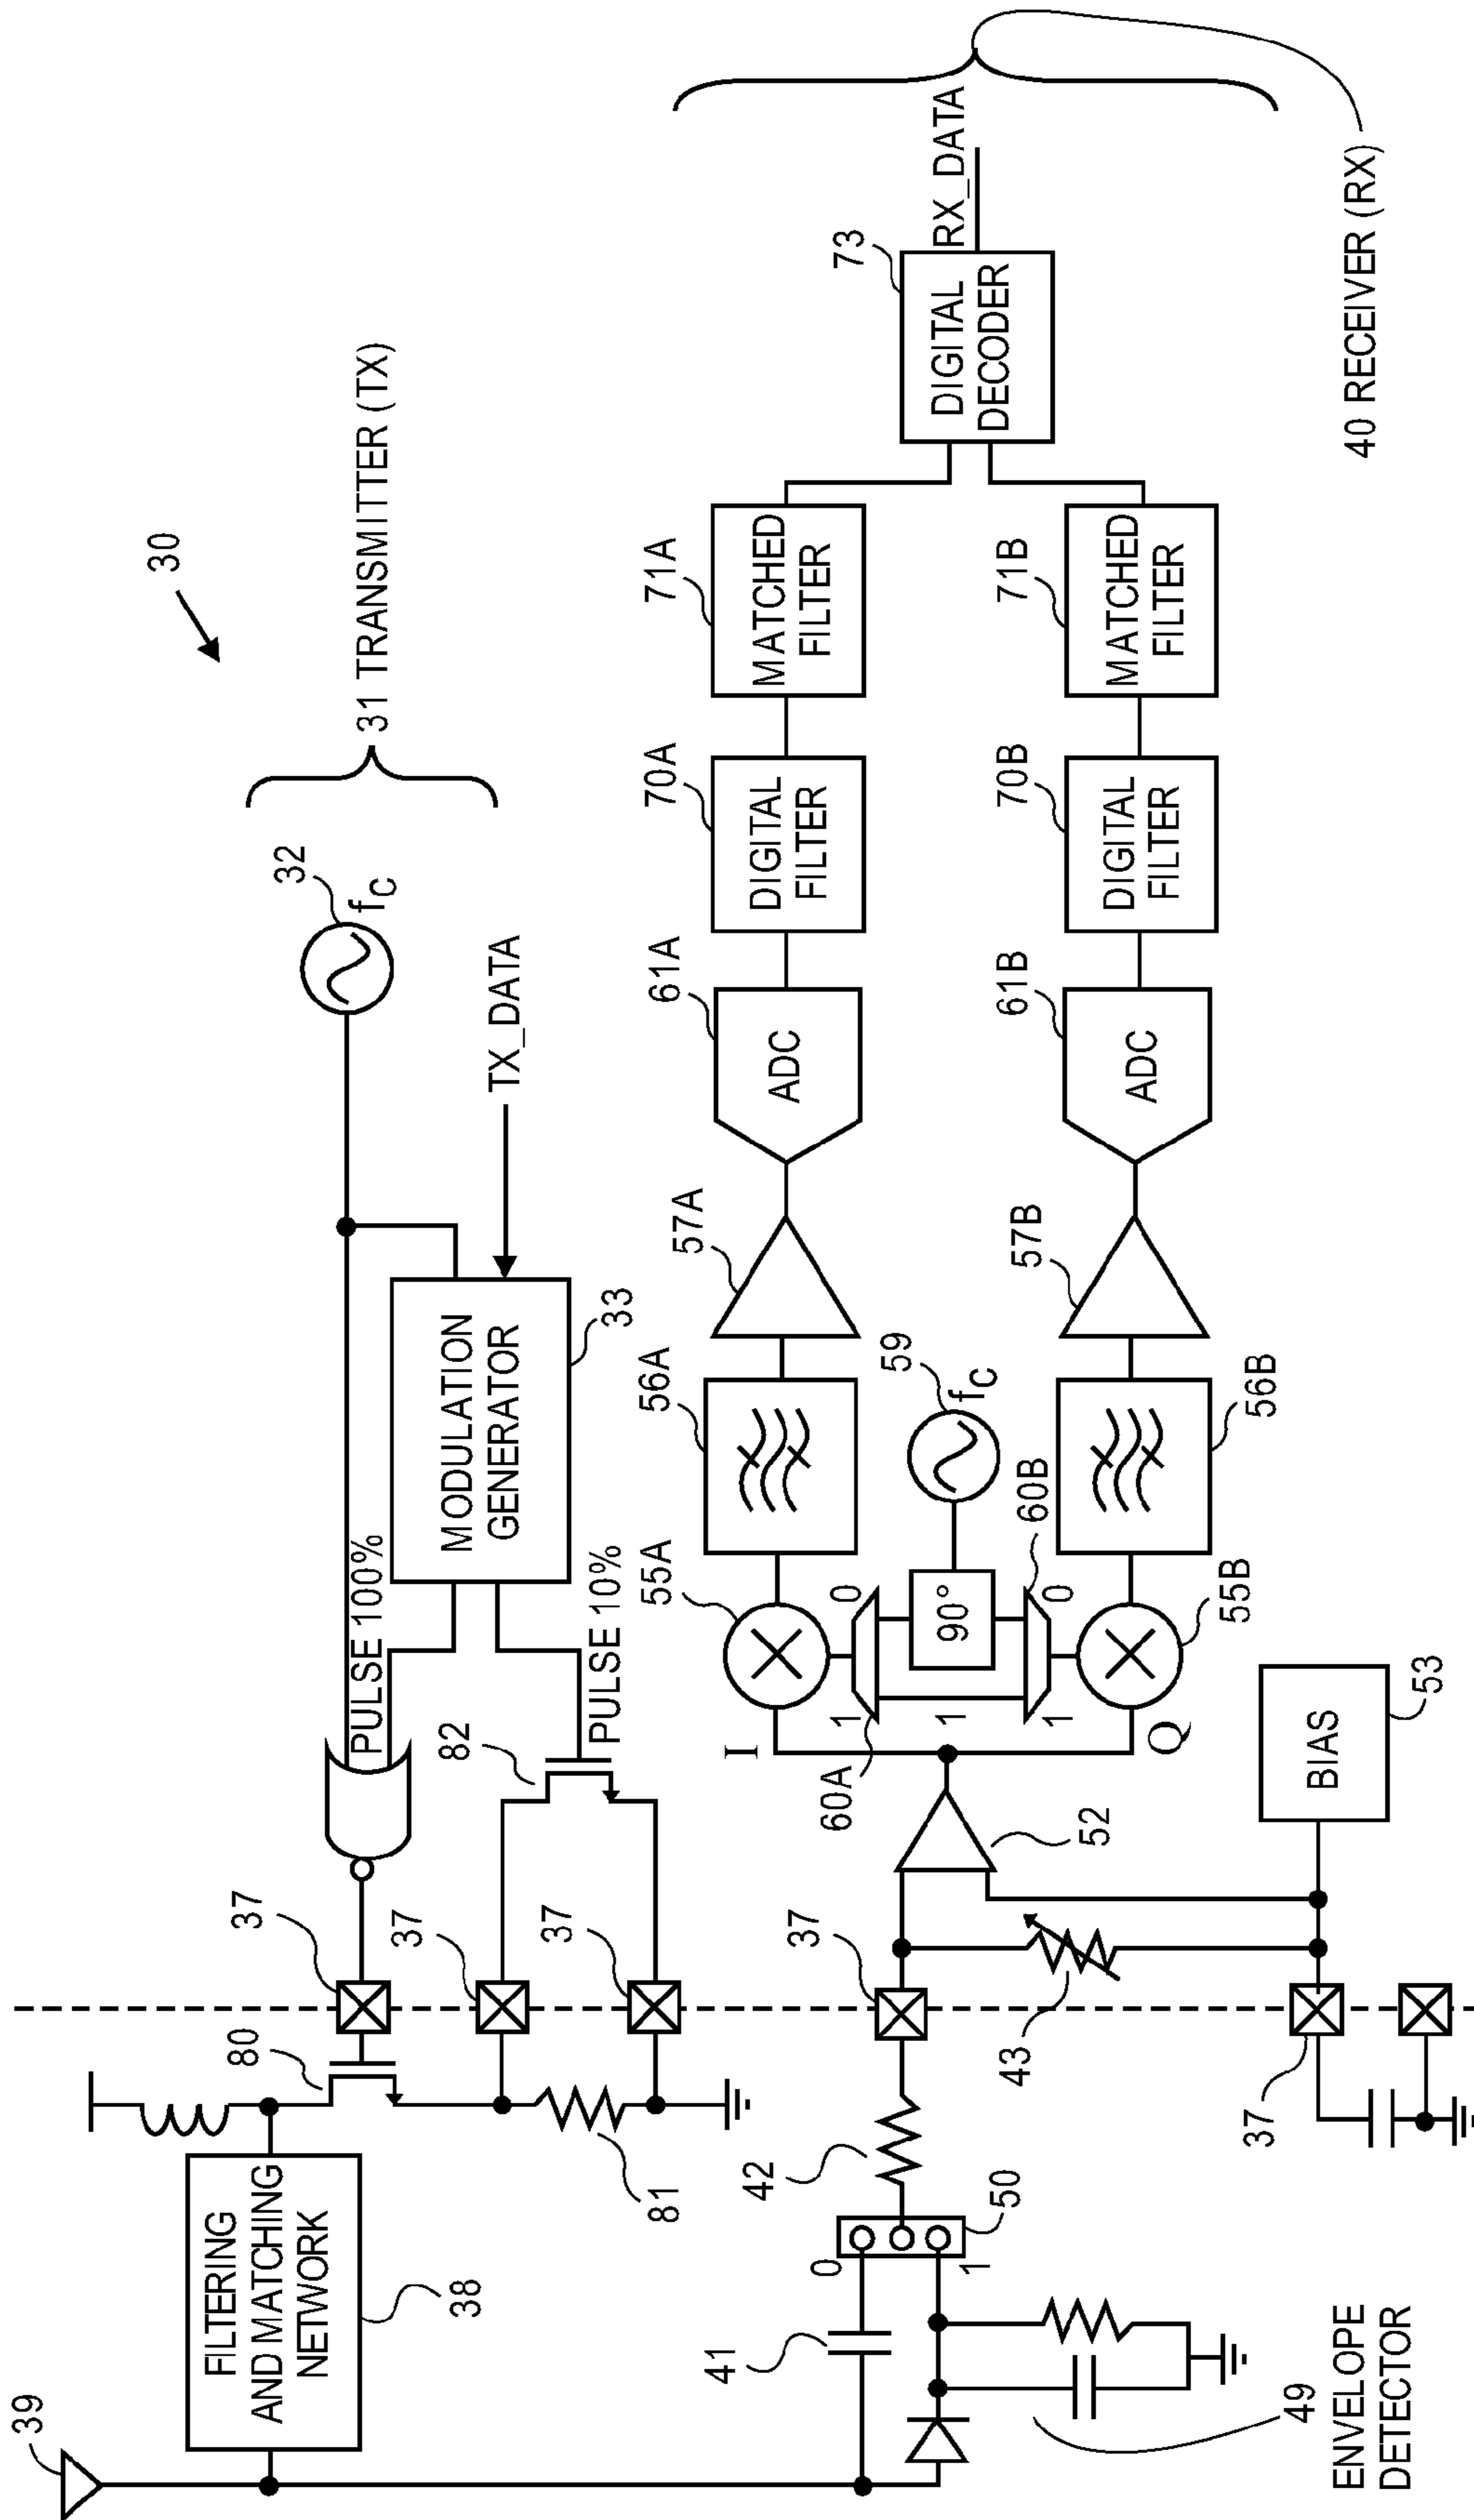 30
31 TRANSMITTER (TX)
32
fC
TX_DATA
PULSE 100%
MODULATION
GENERATOR
33
PULSE 10%
82
37
37
37
80
81
39
FILTERING
AND MATCHING
NETWORK
38
41
0
1
50
42
37
43
37
49
ENVELOPE
DETECTOR
52
BIAS
53
I
Q
55A
55B
60A
60B
0
1
1
0
1
90°
59
fC
56A
56B
57A
57B
61A
ADC
61B
ADC
70A
DIGITAL
FILTER
70B
DIGITAL
FILTER
71A
MATCHED
FILTER
71B
MATCHED
FILTER
73
DIGITAL
DECODER
RX_DATA
40 RECEIVER (RX)